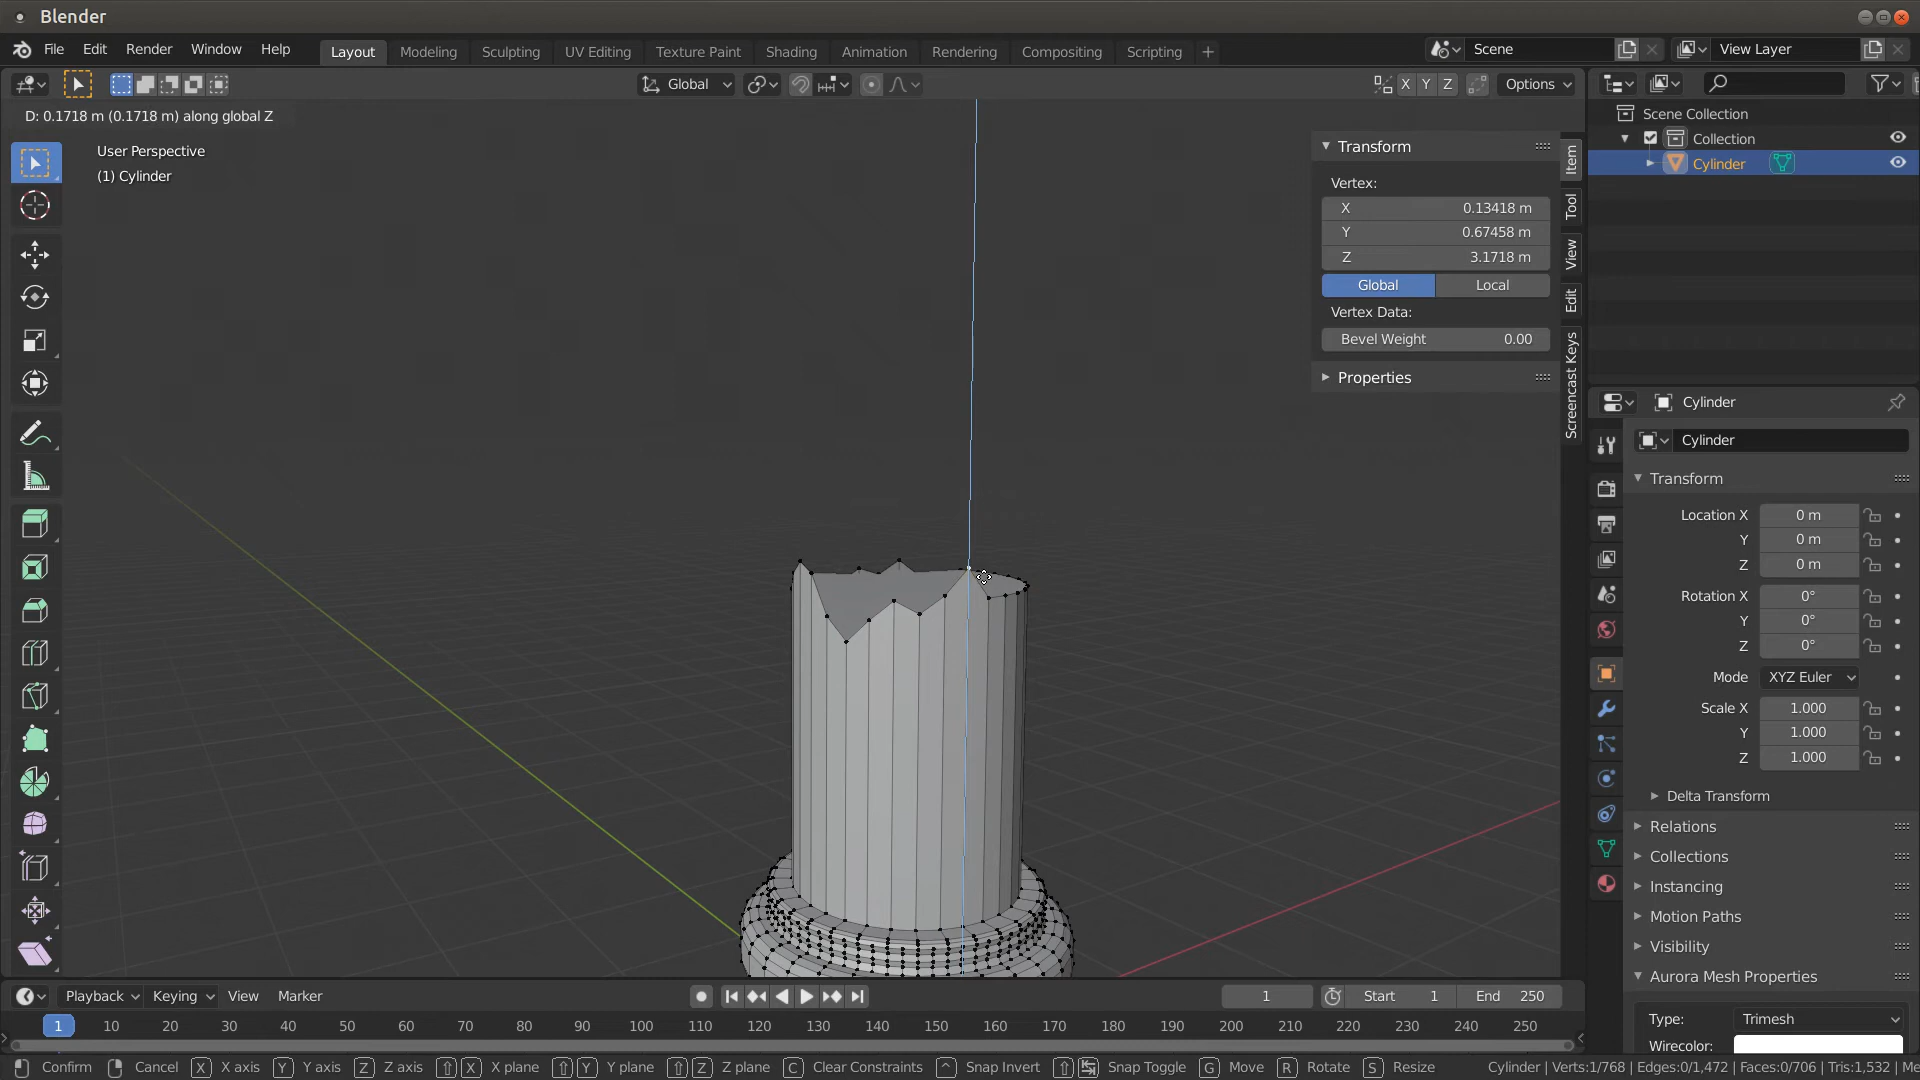 Blender
File Edit Render Window Help
Layout Modeling Sculpting UV Editing Texture Paint Shading Animation Rendering Compositing Scripting +
Scene
View Layer
Global
X Y Z
Options
D: 0.1718 m (0.1718 m) along global Z
User Perspective
(1) Cylinder
Transform
Vertex:
X 0.13418 m
Y 0.67458 m
Z 3.1718 m
Global Local
Vertex Data:
Bevel Weight 0.00
Properties
Item
Tool
View
Edit
Screencast Keys
Scene Collection
Collection
Cylinder
Cylinder
Cylinder
Transform
Location X 0 m
Y 0 m
Z 0 m
Rotation X 0°
Y 0°
Z 0°
Mode XYZ Euler
Scale X 1.000
Y 1.000
Z 1.000
Delta Transform
Relations
Collections
Instancing
Motion Paths
Visibility
Aurora Mesh Properties
Type: Trimesh
Wirecolor:
Playback Keying View Marker
1
Start 1
End 250
1 10 20 30 40 50 60 70 80 90 100 110 120 130 140 150 160 170 180 190 200 210 220 230 240 250
Confirm Cancel X X axis Y Y axis Z Z axis X X plane Y Y plane Z Z plane C Clear Constraints ^ Snap Invert Snap Toggle G Move R Rotate S Resize
Cylinder | Verts:1/768 | Edges:0/1,472 | Faces:0/706 | Tris:1,532 | Me